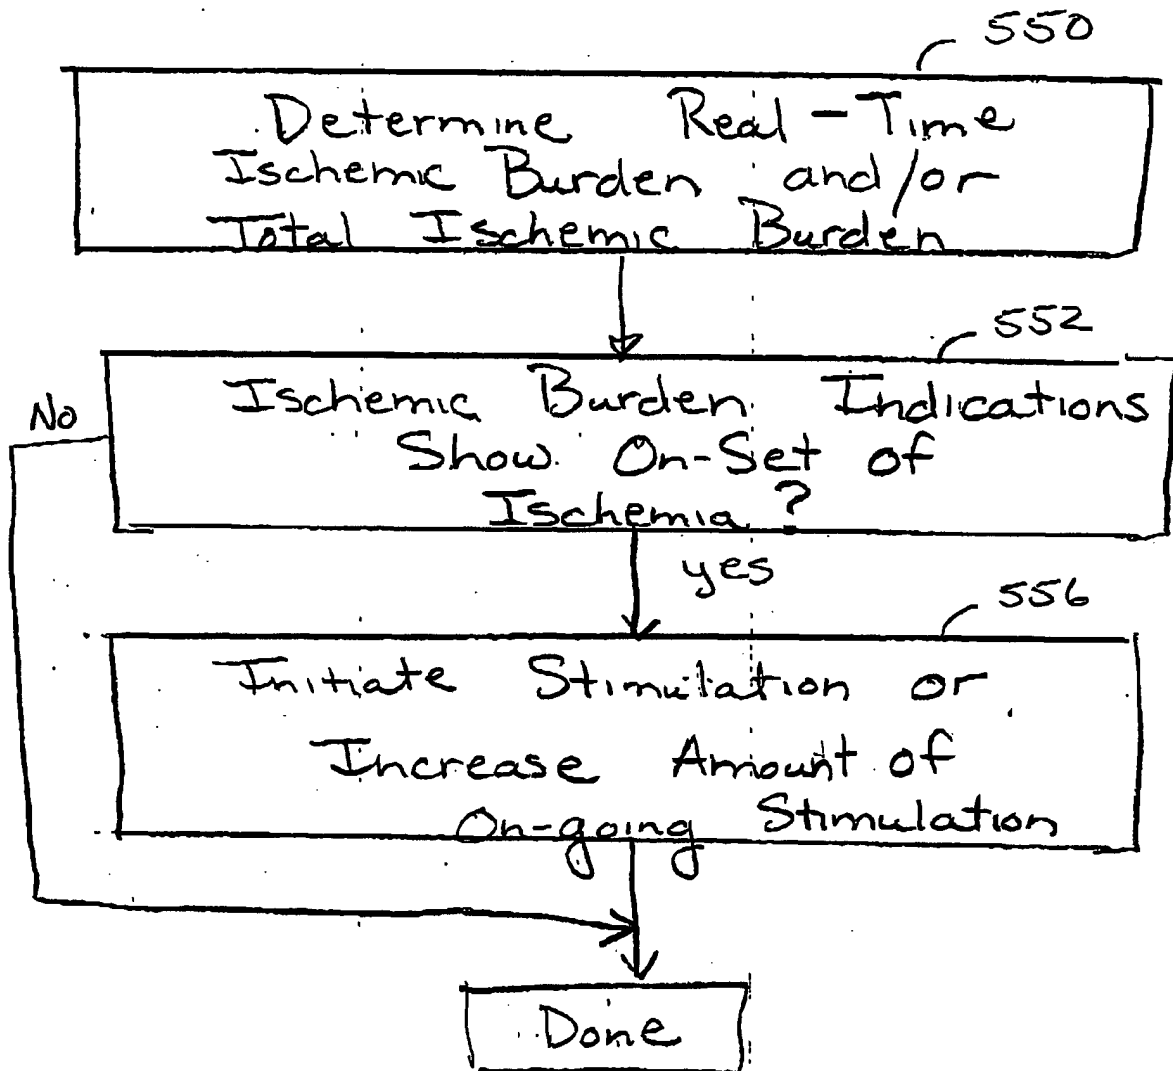 550
Determine Real-Time
Ischemic Burden and/or
Total Ischemic Burden
552
No
Ischemic Burden Indications
Show On-Set of
Ischemia?
yes
556
Initiate Stimulation or
Increase Amount of
On-going Stimulation
Done